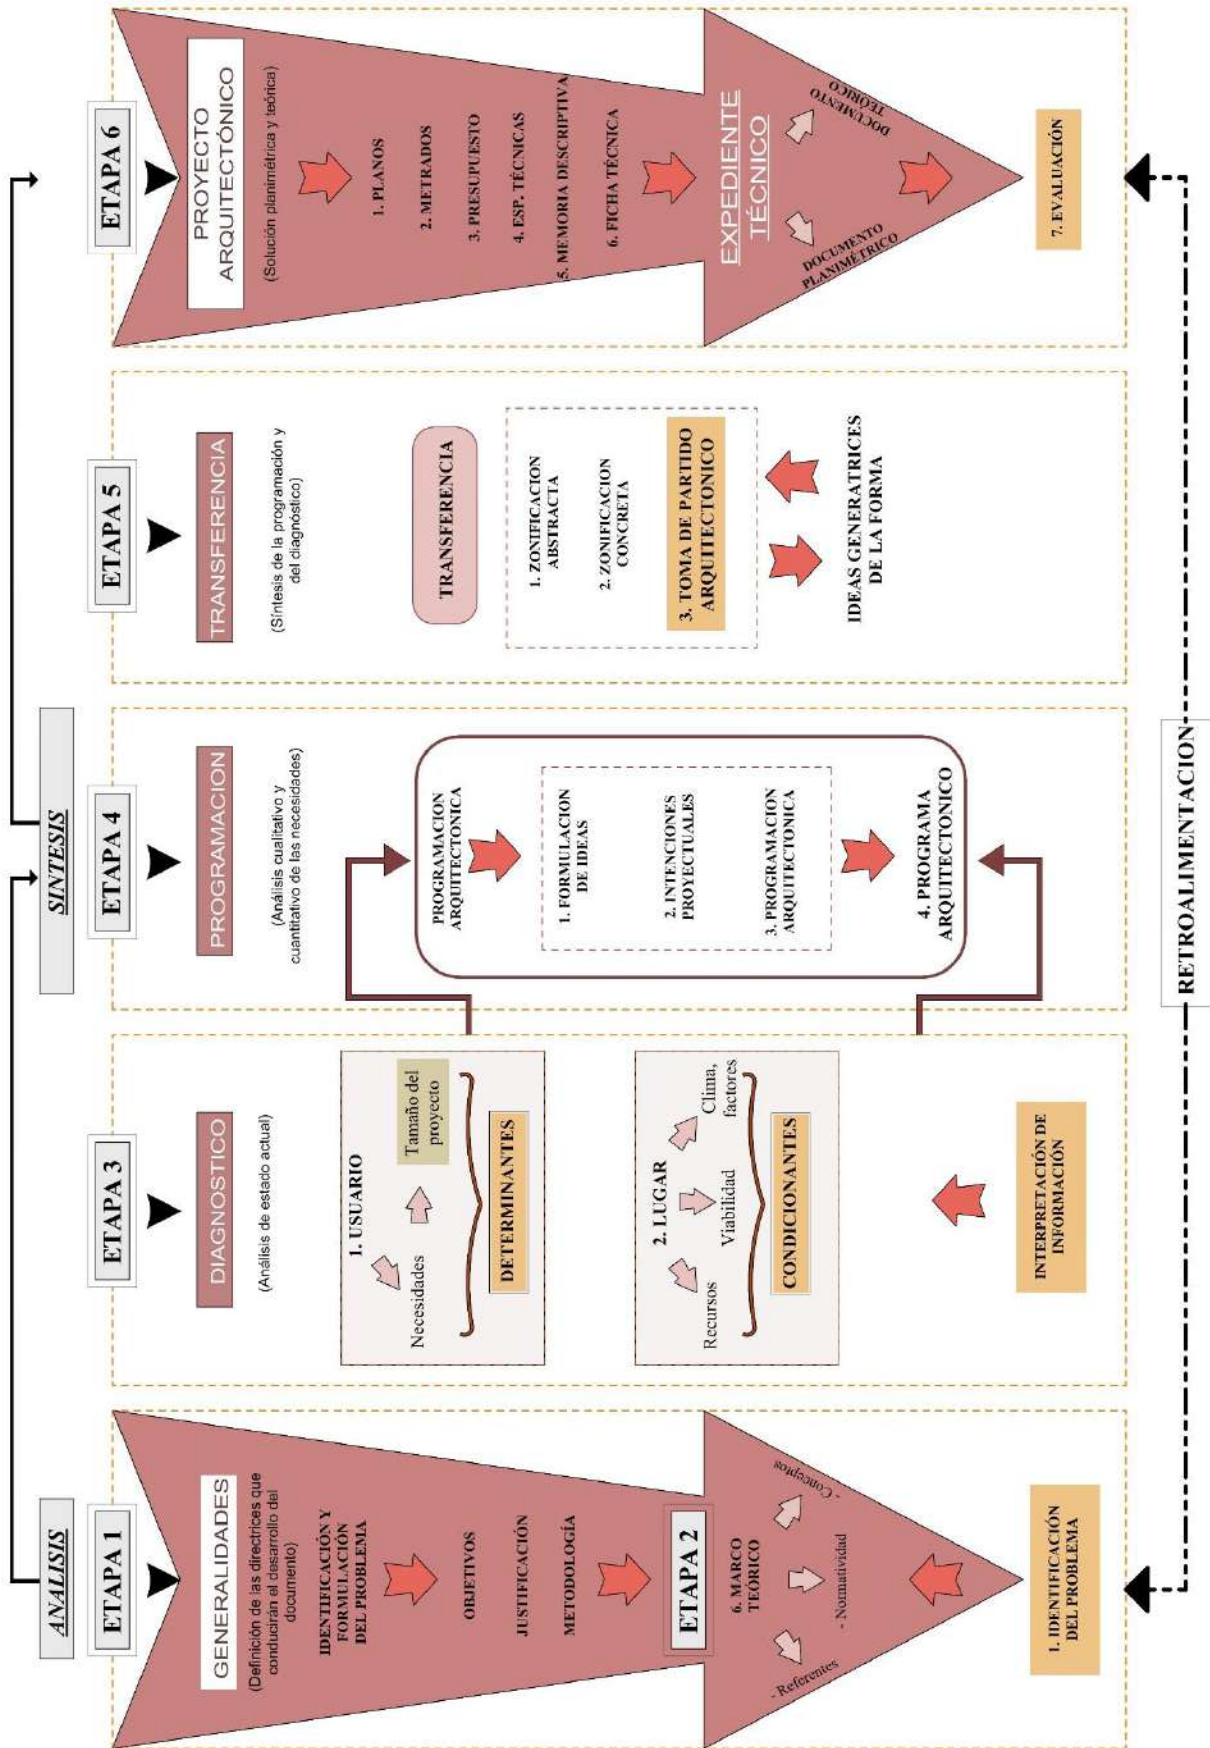 ANALISIS
SINTESIS
ETAPA 1
GENERALIDADES
(Definición de las directrices que
conducirán el desarrollo del
documento)
IDENTIFICACIÓN Y
FORMULACIÓN
DEL PROBLEMA
OBJETIVOS
JUSTIFICACIÓN
METODOLOGÍA
ETAPA 2
6. MARCO
TEÓRICO
- Referentes
- Normatividad
- Conceptos
1. IDENTIFICACIÓN
DEL PROBLEMA
ETAPA 3
DIAGNOSTICO
(Análisis de estado actual)
1. USUARIO
Necesidades
Tamaño del
proyecto
DETERMINANTES
2. LUGAR
Recursos
Viabilidad
Clima,
factores
CONDICIONANTES
INTERPRETACIÓN DE
INFORMACIÓN
ETAPA 4
PROGRAMACION
(Análisis cualitativo y
cuantitativo de las necesidades)
PROGRAMACION
ARQUITECTONICA
1. FORMULACION
DE IDEAS
2. INTENCIONES
PROYECTUALES
3. PROGRAMACION
ARQUITECTONICA
4. PROGRAMA
ARQUITECTONICO
ETAPA 5
TRANSFERENCIA
(Síntesis de la programación y
del diagnóstico)
TRANSFERENCIA
1. ZONIFICACION
ABSTRACTA
2. ZONIFICACION
CONCRETA
3. TOMA DE PARTIDO
ARQUITECTONICO
IDEAS GENERATRICES
DE LA FORMA
ETAPA 6
PROYECTO
ARQUITECTÓNICO
(Solución planimétrica y teórica)
1. PLANOS
2. METRADOS
3. PRESUPUESTO
4. ESP. TÉCNICAS
5. MEMORIA DESCRIPTIVA
6. FICHA TÉCNICA
EXPEDIENTE
TÉCNICO
DOCUMENTO
PLANIMÉTRICO
DOCUMENTO
TEÓRICO
7. EVALUACIÓN
RETROALIMENTACION